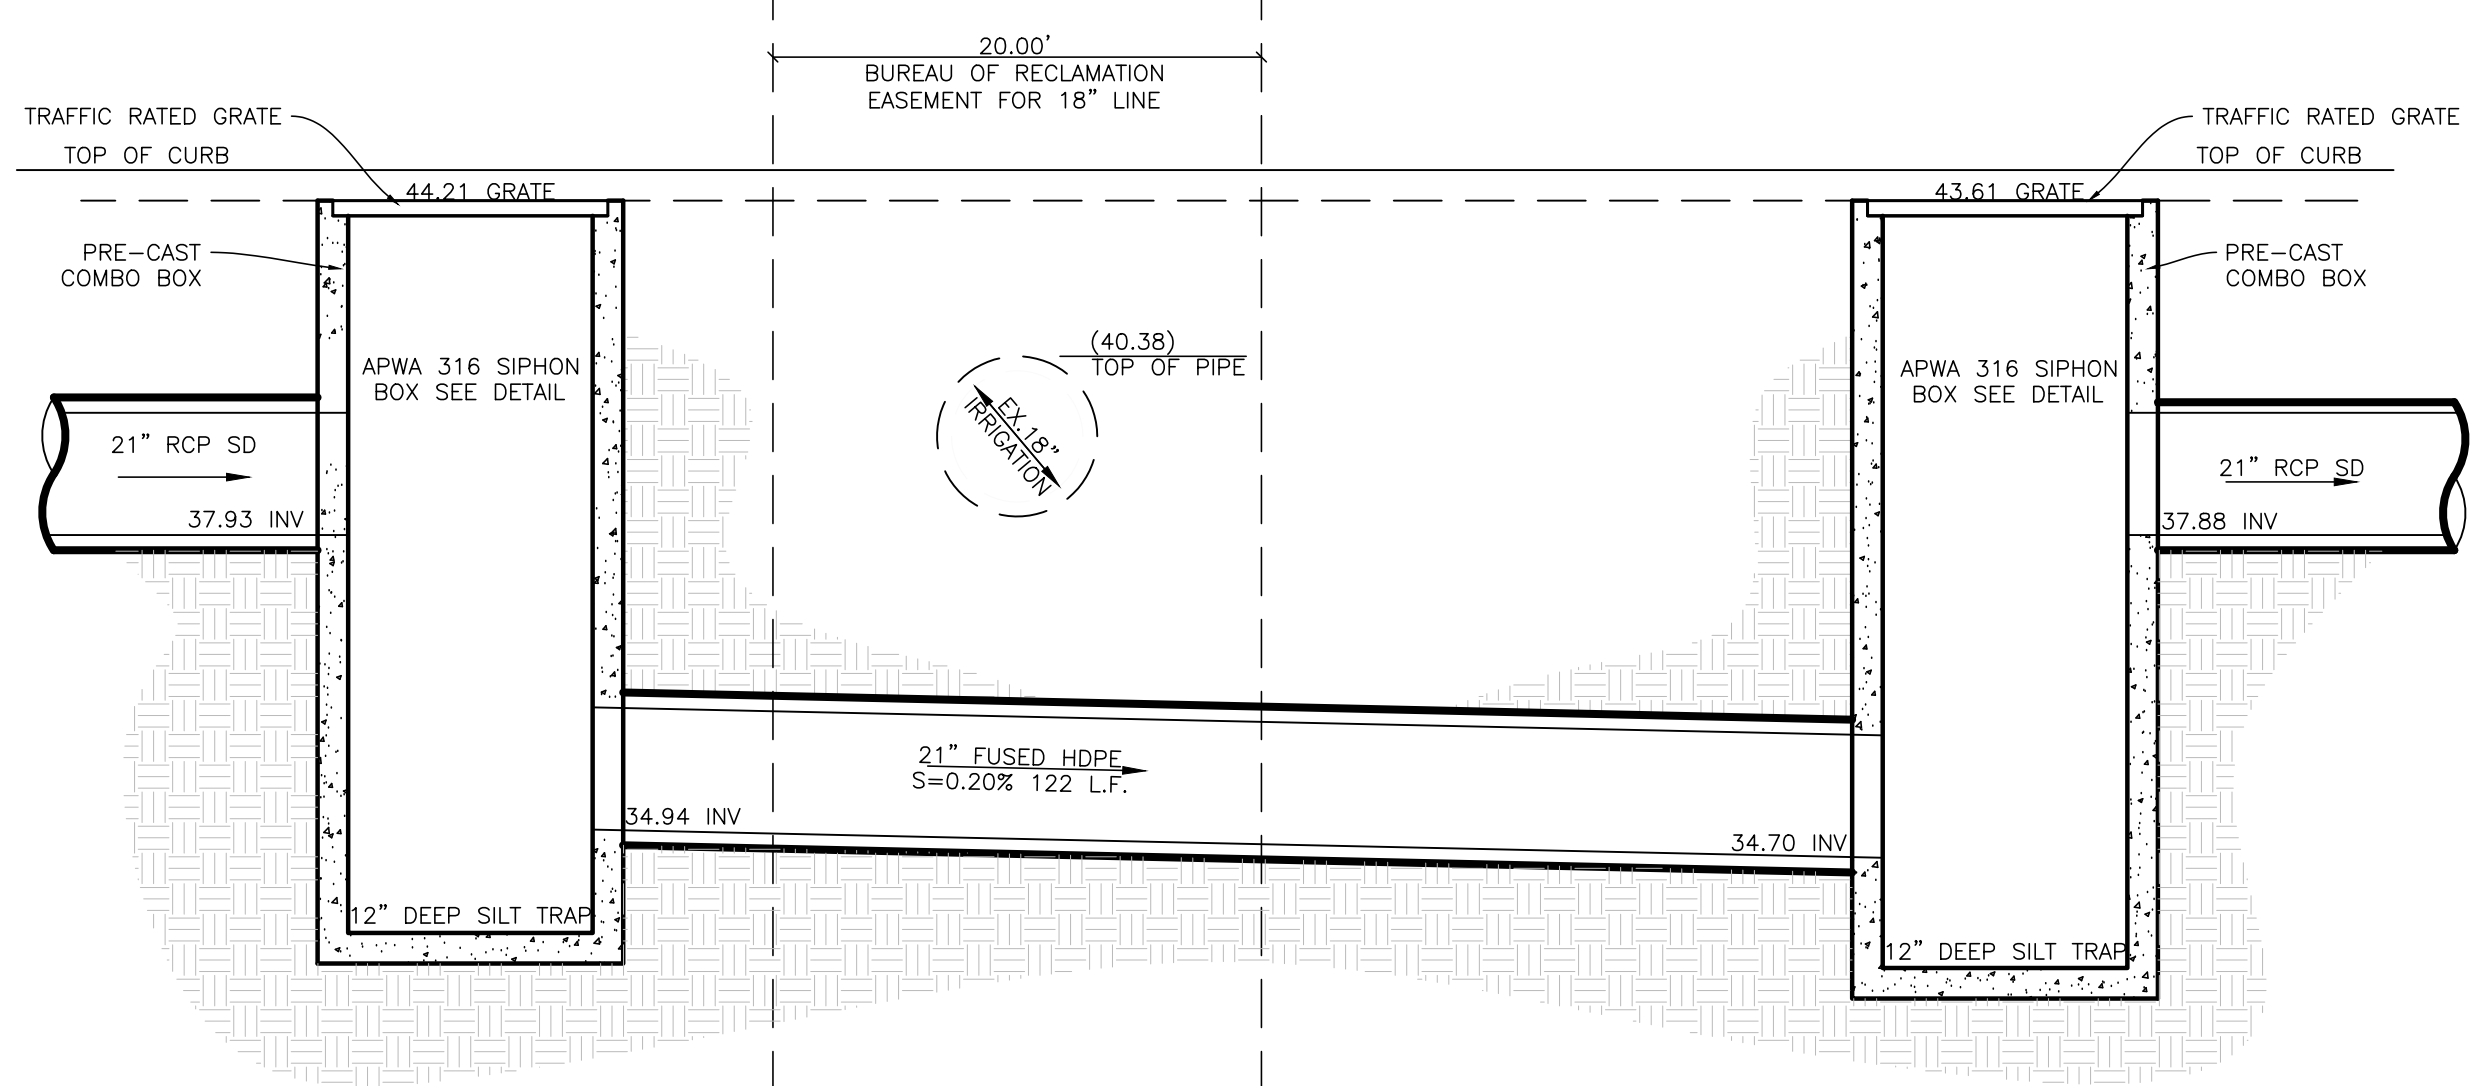 20.00'
BUREAU OF RECLAMATION
EASEMENT FOR 18" LINE
TRAFFIC RATED GRATE
TRAFFIC RATED GRATE
TOP OF CURB
TOP OF CURB
44.21 GRATE
43.61 GRATE
PRE-CAST
COMBO BOX
PRE-CAST
COMBO BOX
(40.38)
TOP OF PIPE
APWA 316 SIPHON
BOX SEE DETAIL
APWA 316 SIPHON
BOX SEE DETAIL
EX.18"
IRRIGATION
21" RCP SD
21" RCP SD
37.93 INV
37.88 INV
21" FUSED HDPE
S=0.20% 122 L.F.
34.94 INV
34.70 INV
12" DEEP SILT TRAP
12" DEEP SILT TRAP